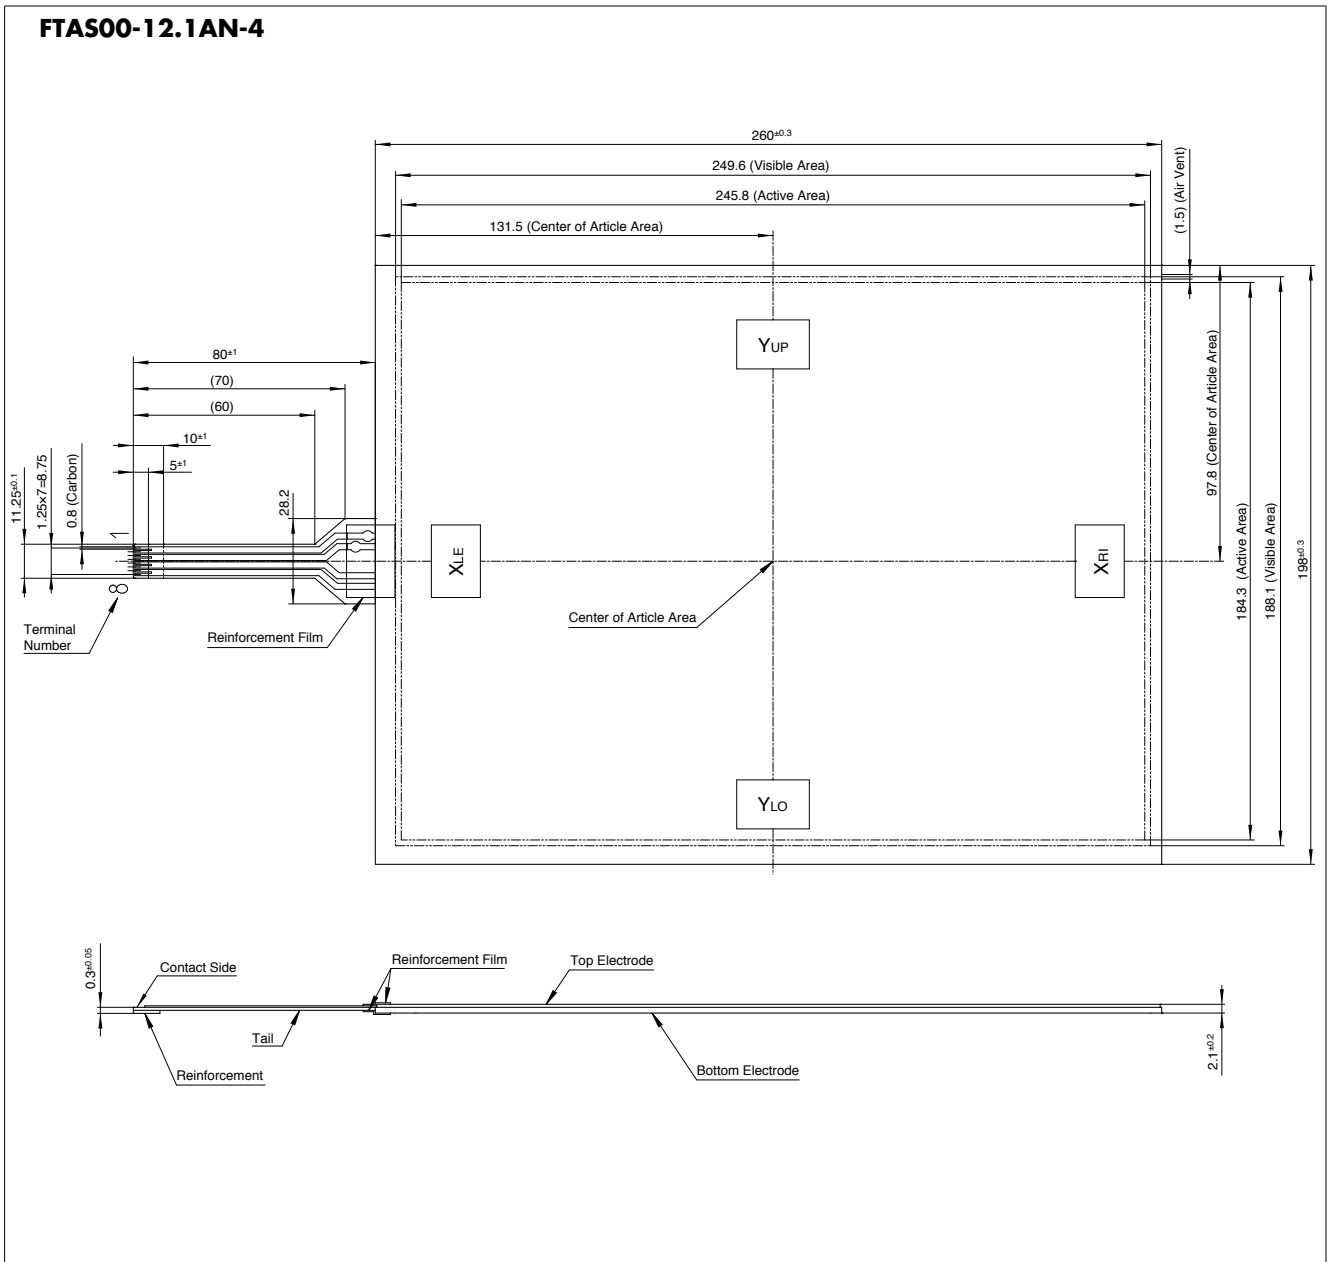 FTAS00-12.1AN-4
260±0.3
249.6 (Visible Area)
245.8 (Active Area)
131.5 (Center of Article Area)
(1.5) (Air Vent)
80±1
(70)
(60)
10±1
5±1
11.25±0.1
1.25×7=8.75
0.8 (Carbon)
28.2
1
8
Terminal
Number
Reinforcement Film
YUP
XLE
XRI
YLO
Center of Article Area
97.8 (Center of Article Area)
184.3 (Active Area)
188.1 (Visible Area)
198±0.3
0.3±0.05
Contact Side
Reinforcement Film
Top Electrode
Tail
Reinforcement
Bottom Electrode
2.1±0.2